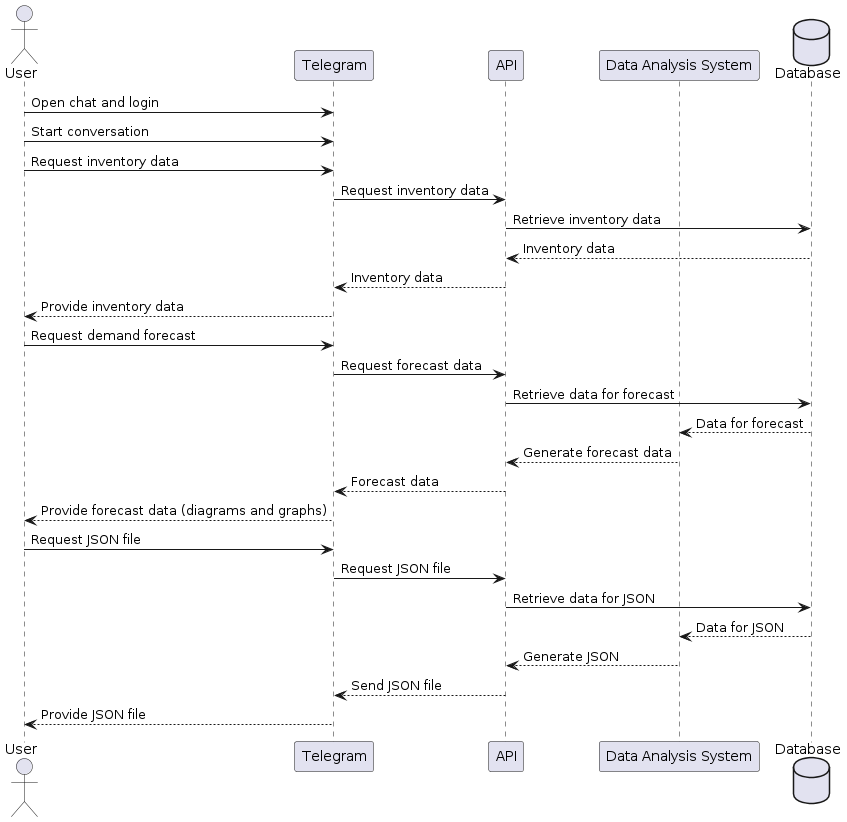 User
Telegram
API
Data Analysis System
Database
Open chat and login
Start conversation
Request inventory data
Request inventory data
Retrieve inventory data
Inventory data
Inventory data
Provide inventory data
Request demand forecast
Request forecast data
Retrieve data for forecast
Data for forecast
Generate forecast data
Forecast data
Provide forecast data (diagrams and graphs)
Request JSON file
Request JSON file
Retrieve data for JSON
Data for JSON
Generate JSON
Send JSON file
Provide JSON file
User
Telegram
API
Data Analysis System
Database